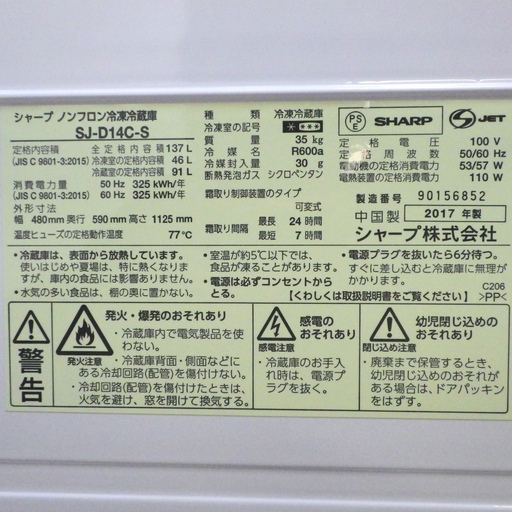 シャープ ノンフロン冷凍冷蔵庫
SJ-D14C-S
定格内容積 全定格内容積 137 L
(JIS C 9801-3:2015) 冷凍室の定格内容積 46 L
冷蔵室の定格内容積 91 L
消費電力量 50 Hz 325 kWh/年
(JIS C 9801-3:2015) 60 Hz 325 kWh/年
外形寸法
幅 480mm 奥行 590mm 高さ 1125 mm
温度ヒューズの定格動作温度 77℃
種類 冷凍冷蔵庫
冷凍室の記号
質量 35 kg
冷媒名 R600a
冷媒封入量 30 g
断熱発泡ガス シクロペンタン
霜取り制御装置のタイプ
可変式
霜取り間隔 最長 24 時間
最短 7 時間
PS
E
SHARP
JET
定格電圧 100 V
定格周波数 50/60 Hz
電動機の定格消費電力 53/57 W
電熱装置の定格消費電力 110 W
製造番号 90156852
中国製 2017 年製
シャープ株式会社
・冷蔵庫は、表面から放熱しています。
使いはじめや夏場は、特に熱くなりま
すが、庫内の食品には影響ありません。
・水気の多い食品は、棚の奥に置かない。
・室温が約5℃以下では、
食品が凍ることがあります。
・電源は必ずコンセントから
とる。
・電源プラグを抜いたら6分待つ。
すぐに差し込むと冷蔵庫に無理が
かかります。
【くわしくは取扱説明書をご覧ください】
C206
>PP<
警告
発火注意
発火・爆発のおそれあり
・冷蔵庫内で電気製品を使
わない。
・冷蔵庫背面・側面などに
ある冷却回路(配管)を傷付けない。
・冷却回路(配管)を傷付けたときは、
火気を避け、窓を開けて換気する。
感電注意
感電の
おそれあり
・冷蔵庫のお手入
れ時は、電源プ
ラグを抜く。
閉じ込め注意
幼児閉じ込めの
おそれあり
・廃棄まで保管するとき、
幼児閉じ込めのおそれが
ある場合は、ドアパッキン
をはずす。